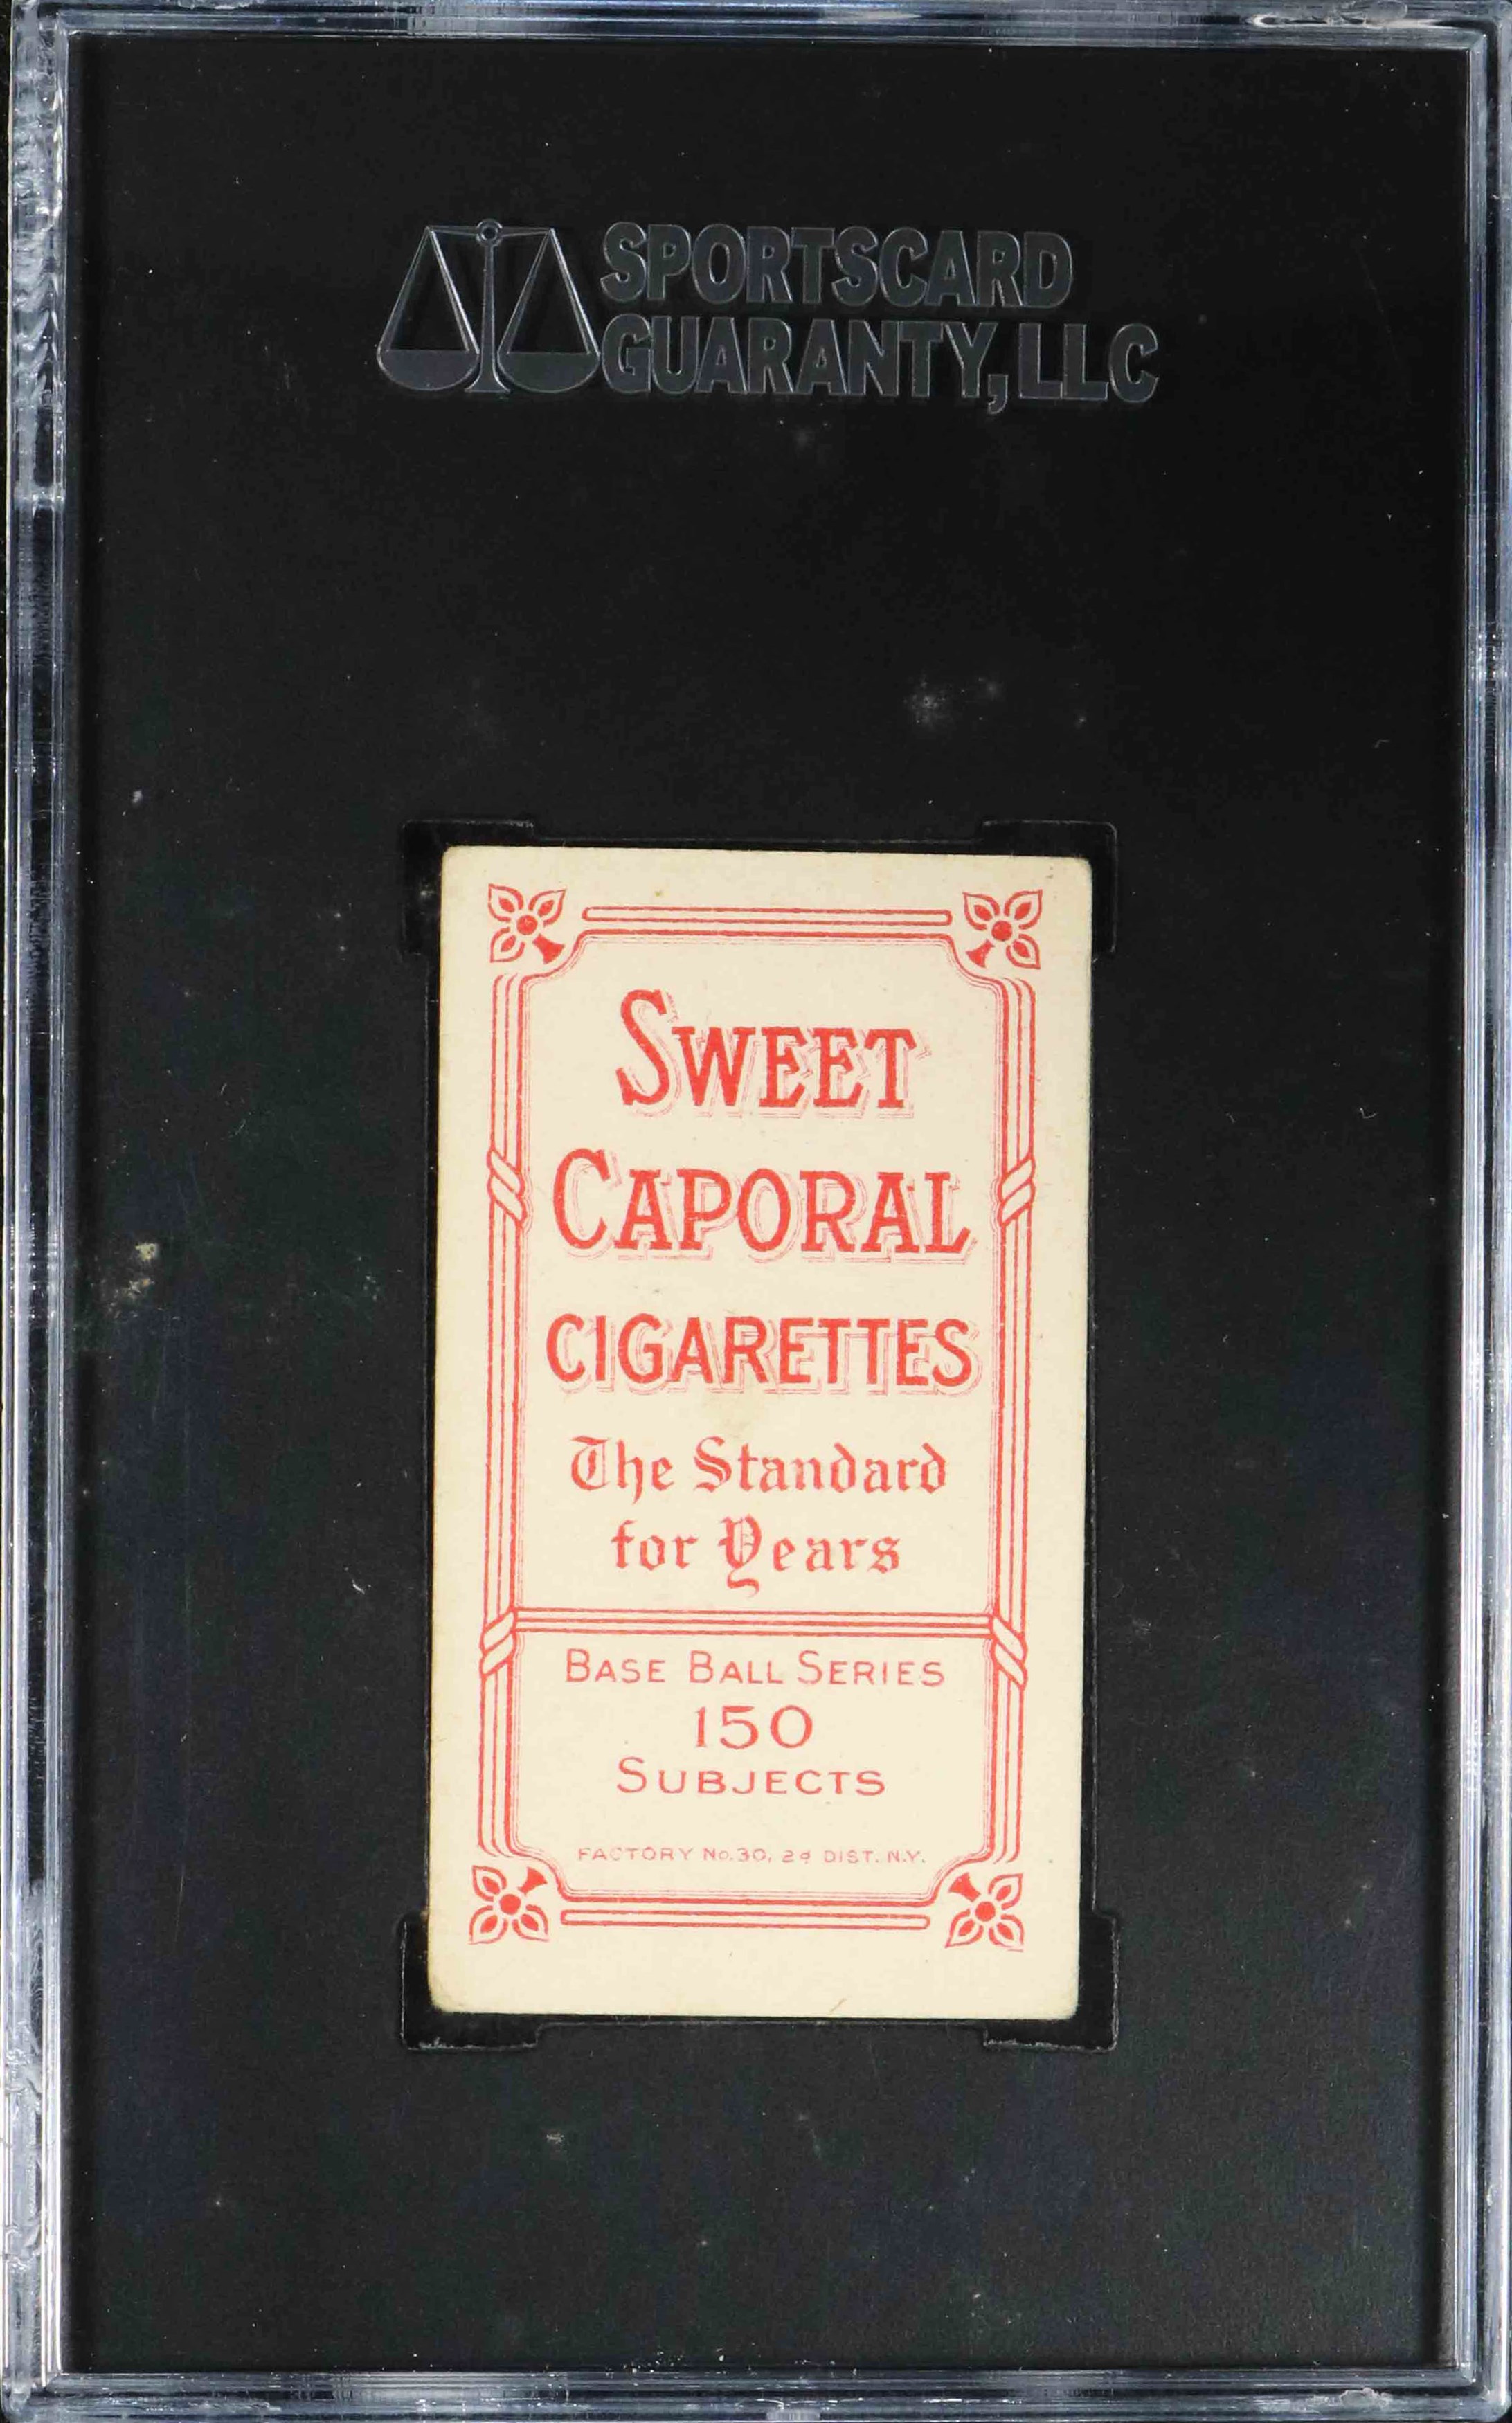 SPORTSCARD
GUARANTY, LLC
SWEET
CAPORAL
CIGARETTES
The Standard
for Years
BASE BALL SERIES
150
SUBJECTS
FACTORY No. 30, 2d DIST. N.Y.